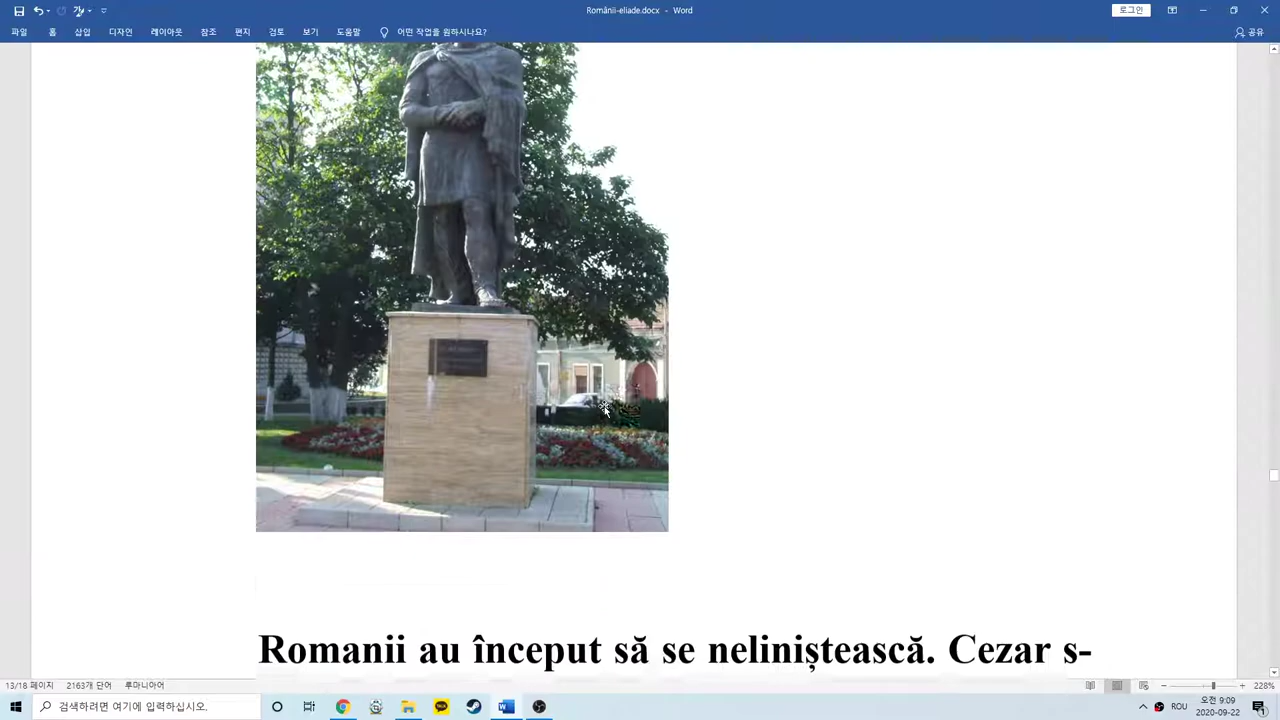 Românii-eliade.docx - Word
로그인
파일 홈 삽입 디자인 레이아웃 참조 편지 검토 보기 도움말 어떤 작업을 원하시나요? 공유
Romanii au început să se neliniștească. Cezar s-
13/18 페이지 2163개 단어 루마니아어 228%
검색하려면 여기에 입력하십시오.
ROU
오전 9:09
2020-09-22